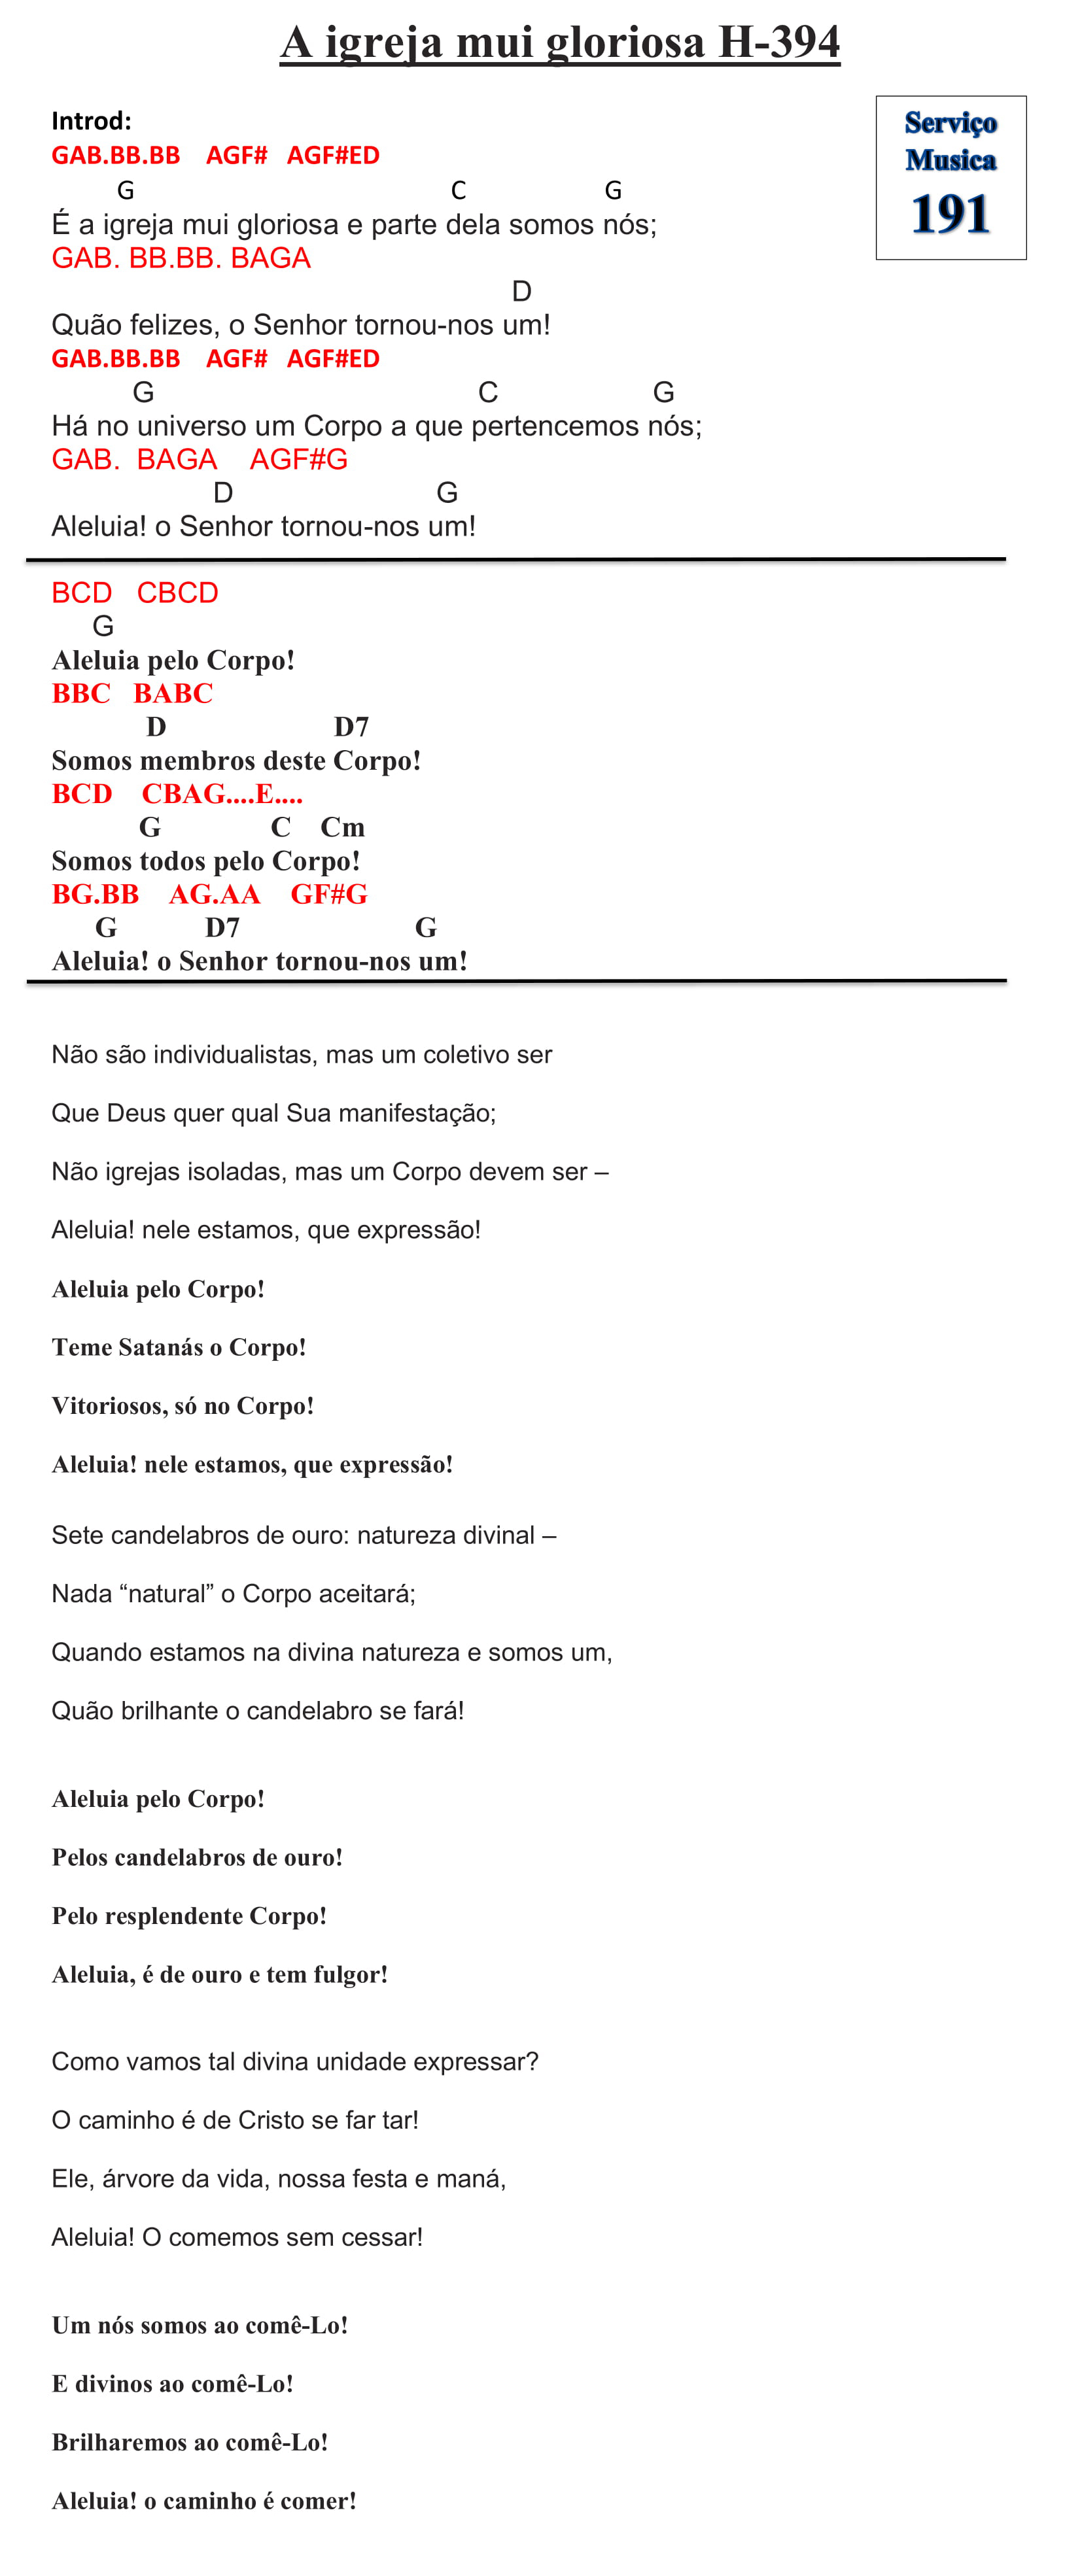 A igreja mui gloriosa H-394
Serviço
Musica
191
Introd:
GAB.BB.BB    AGF#   AGF#ED
G    C    G
É a igreja mui gloriosa e parte dela somos nós;
GAB. BB.BB. BAGA
D
Quão felizes, o Senhor tornou-nos um!
GAB.BB.BB    AGF#   AGF#ED
G    C    G
Há no universo um Corpo a que pertencemos nós;
GAB.  BAGA    AGF#G
D    G
Aleluia! o Senhor tornou-nos um!
BCD   CBCD
G
Aleluia pelo Corpo!
BBC   BABC
D    D7
Somos membros deste Corpo!
BCD    CBAG....E....
G    C    Cm
Somos todos pelo Corpo!
BG.BB    AG.AA    GF#G
G    D7    G
Aleluia! o Senhor tornou-nos um!
Não são individualistas, mas um coletivo ser
Que Deus quer qual Sua manifestação;
Não igrejas isoladas, mas um Corpo devem ser –
Aleluia! nele estamos, que expressão!
Aleluia pelo Corpo!
Teme Satanás o Corpo!
Vitoriosos, só no Corpo!
Aleluia! nele estamos, que expressão!
Sete candelabros de ouro: natureza divinal –
Nada “natural” o Corpo aceitará;
Quando estamos na divina natureza e somos um,
Quão brilhante o candelabro se fará!
Aleluia pelo Corpo!
Pelos candelabros de ouro!
Pelo resplendente Corpo!
Aleluia, é de ouro e tem fulgor!
Como vamos tal divina unidade expressar?
O caminho é de Cristo se far tar!
Ele, árvore da vida, nossa festa e maná,
Aleluia! O comemos sem cessar!
Um nós somos ao comê-Lo!
E divinos ao comê-Lo!
Brilharemos ao comê-Lo!
Aleluia! o caminho é comer!